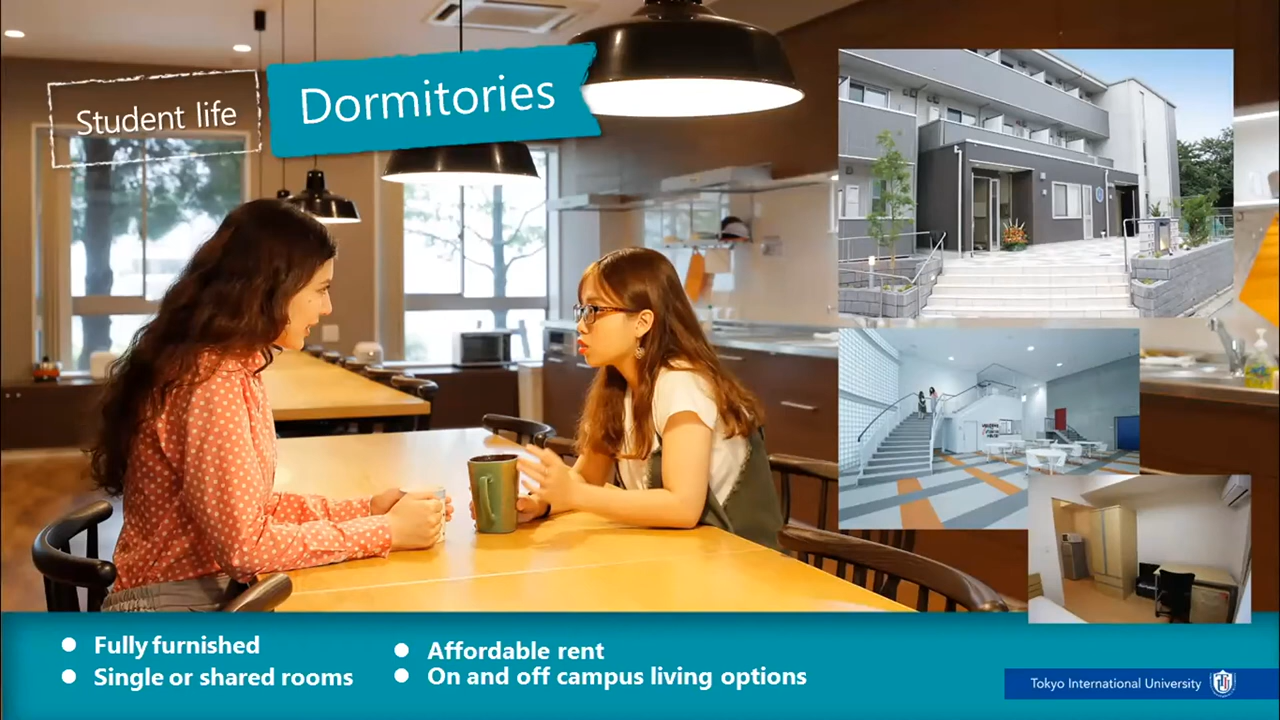 Student life
Dormitories
Fully furnished
Single or shared rooms
Affordable rent
On and off campus living options
Tokyo International University